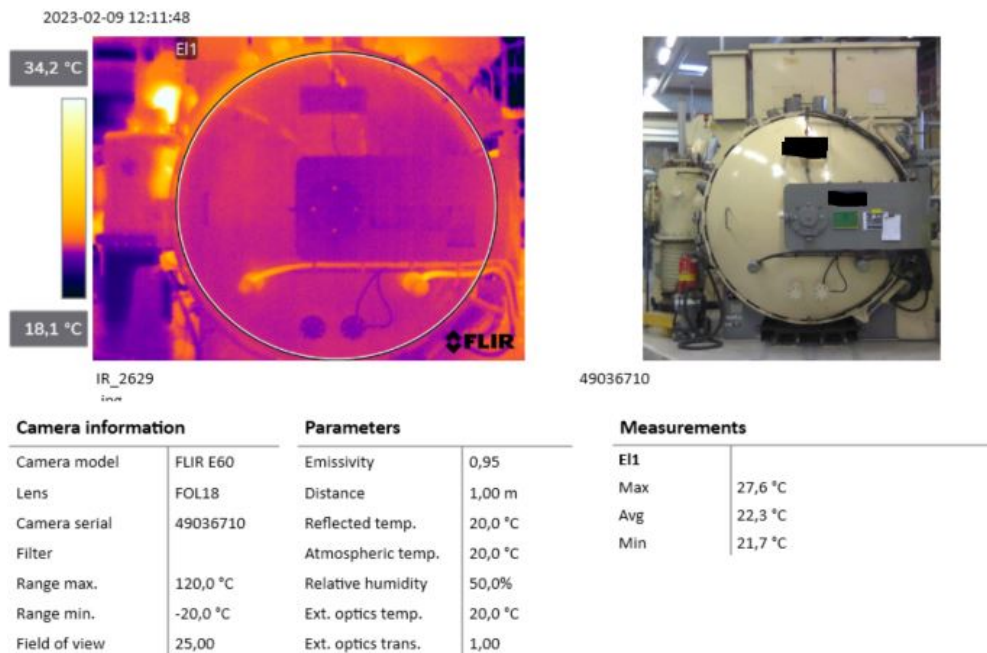 2023-02-09 12:11:48
34,2 °C
El1
18,1 °C
FLIR
IR_2629
49036710
Camera information
Camera model FLIR E60
Lens FOL18
Camera serial 49036710
Filter
Range max. 120,0 °C
Range min. -20,0 °C
Field of view 25,00
Parameters
Emissivity 0,95
Distance 1,00 m
Reflected temp. 20,0 °C
Atmospheric temp. 20,0 °C
Relative humidity 50,0%
Ext. optics temp. 20,0 °C
Ext. optics trans. 1,00
Measurements
El1
Max 27,6 °C
Avg 22,3 °C
Min 21,7 °C